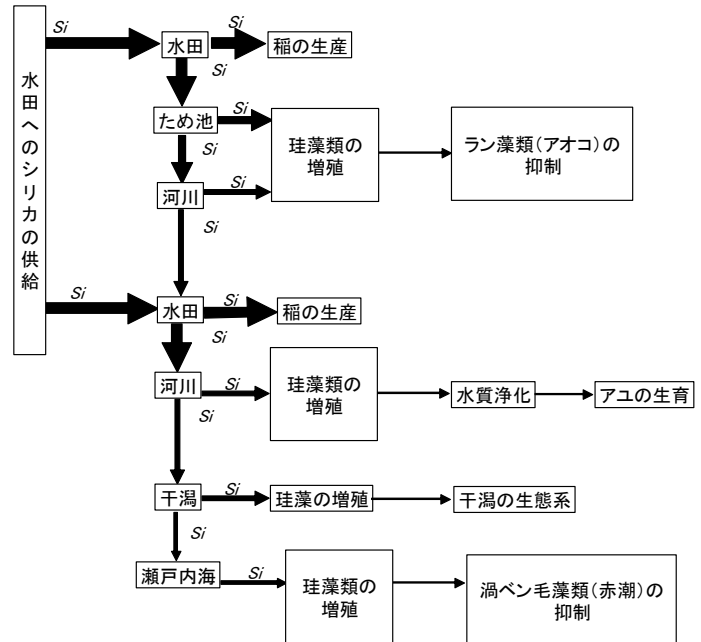 水田へのシリカの供給
Si
水田
Si
稲の生産
Si
ため池
Si
珪藻類の
増殖
ラン藻類(アオコ)の
抑制
Si
河川
Si
Si
Si
水田
Si
稲の生産
Si
河川
Si
珪藻類の
増殖
水質浄化
アユの生育
Si
干潟
Si
珪藻の増殖
干潟の生態系
Si
瀬戸内海
Si
珪藻類の
増殖
渦ベン毛藻類(赤潮)の
抑制